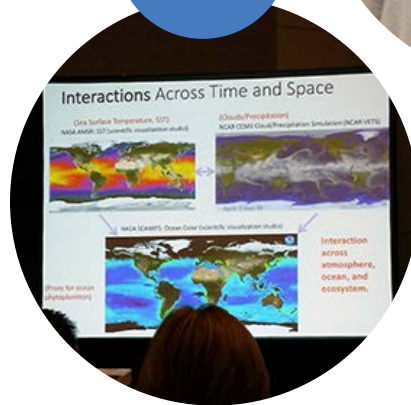 Interactions Across Time and Space
(Sea Surface Temperature, SST)
NASA AMSR: SST (scientific visualization studio)
(Clouds/Precipitation)
NCAR CCM3 Cloud/Precipitation Simulation (NCAR VETS)
NASA SEAWIFS: Ocean Color (scientific visualization studio)
(Proxy for ocean
phytoplankton)
Interaction
across
atmosphere,
ocean, and
ecosystem.